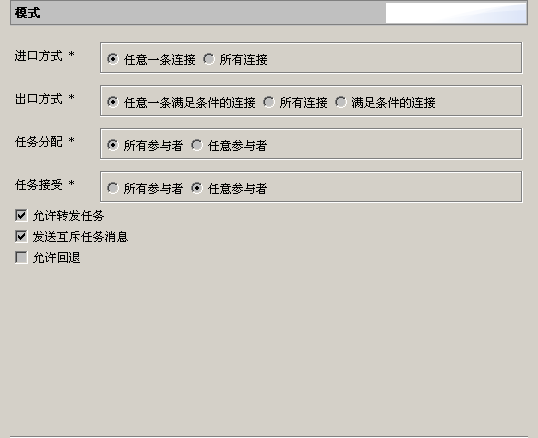 模式
进口方式 * 任意一条连接 所有连接
出口方式 * 任意一条满足条件的连接 所有连接 满足条件的连接
任务分配 * 所有参与者 任意参与者
任务接受 * 所有参与者 任意参与者
允许转发任务
发送互斥任务消息
允许回退